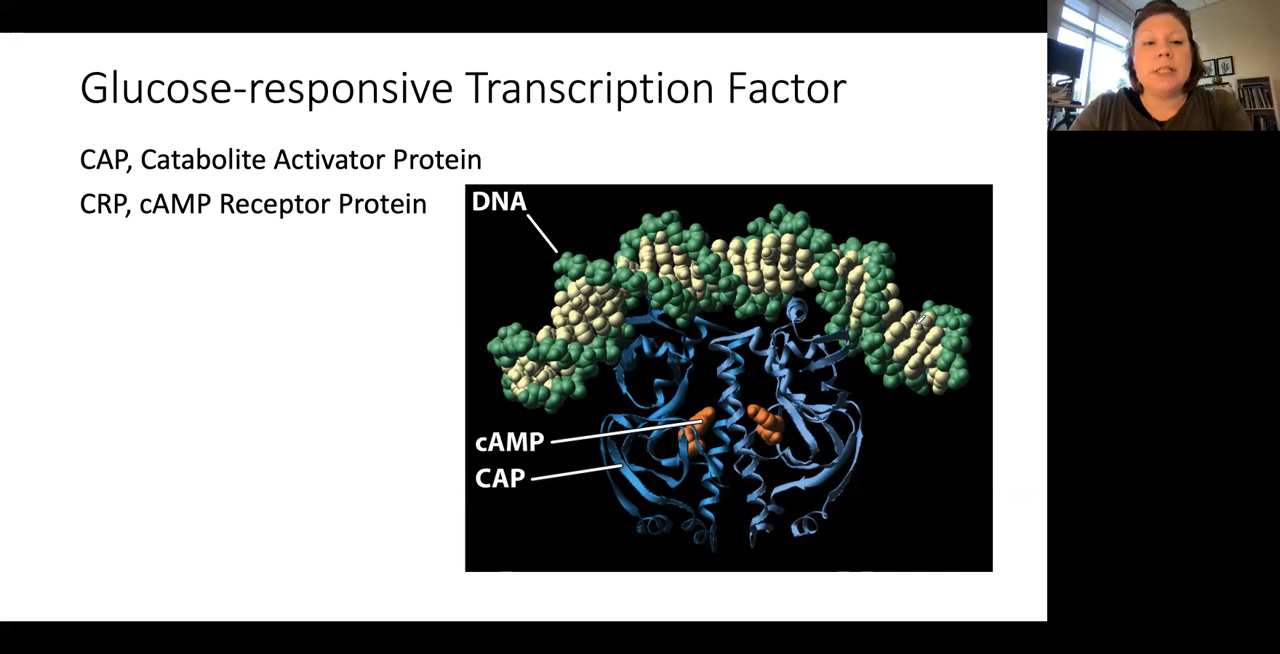 Glucose-responsive Transcription Factor
CAP, Catabolite Activator Protein
CRP, cAMP Receptor Protein
DNA
cAMP
CAP